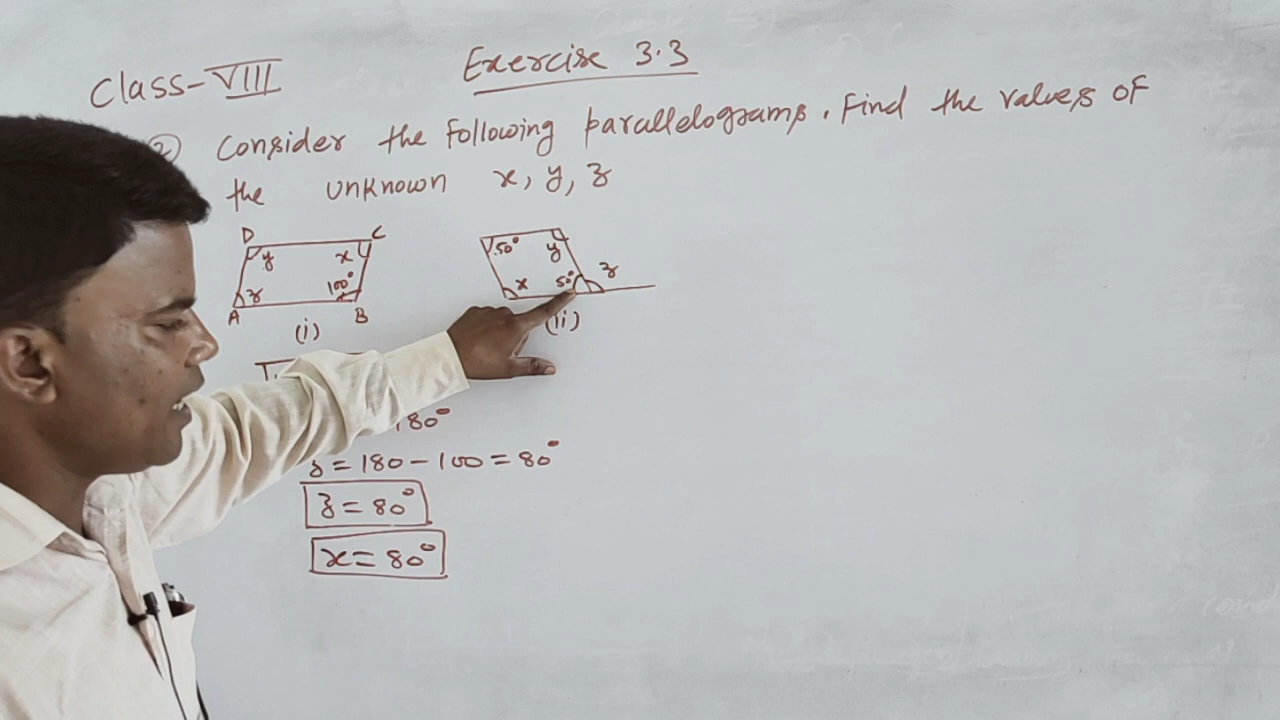 Class-VIII
Exercise 3.3
② Consider the following parallelograms. Find the values of
the unknown x, y, z
D C
y x
z 100°
A B
(i)
50° y
x 50° z
(ii)
180°
z = 180 - 100 = 80°
z = 80°
x = 80°